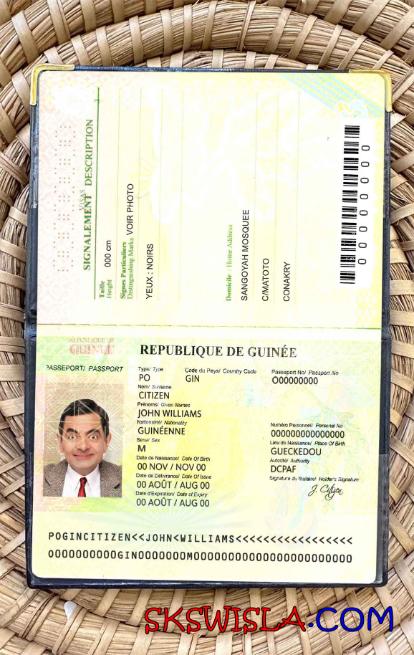 VISAS
SIGNALEMENT DESCRIPTION
Taille
Height 000 cm
Signes Particuliers
Distinguishing Marks VOIR PHOTO
YEUX : NOIRS
Domicile Home Address
SANGOYAH MOSQUEE
C/MATOTO
CONAKRY
O00000000
GUINEE
REPUBLIQUE DE GUINÉE
PASSEPORT/ PASSPORT
Type/ Type Code du Pays/ Country Code Passeport No/ Passport No
PO GIN O00000000
Nom/ Surname
CITIZEN
Prénoms/ Given Names
JOHN WILLIAMS
Nationalité/ Nationality Numéro Personnel/ Personal No
GUINÉENNE 000000000000000
Sexe/ Sex Lieu de Naissance/ Place Of Birth
M GUECKEDOU
Date de Naissance/ Date Of Birth Autorité/ Authority
00 NOV / NOV 00 DCPAF
Date de Délivrance/ Date Of Issue Signature du titulaire/ Holder's Signature
00 AOÛT / AUG 00 J. Citizen
Date d'Expiration/ Date of Expiry
00 AOÛT / AUG 00
POGINCITIZEN<<JOHN<WILLIAMS<<<<<<<<<<<<<<<<<
SKSWISLA.COM